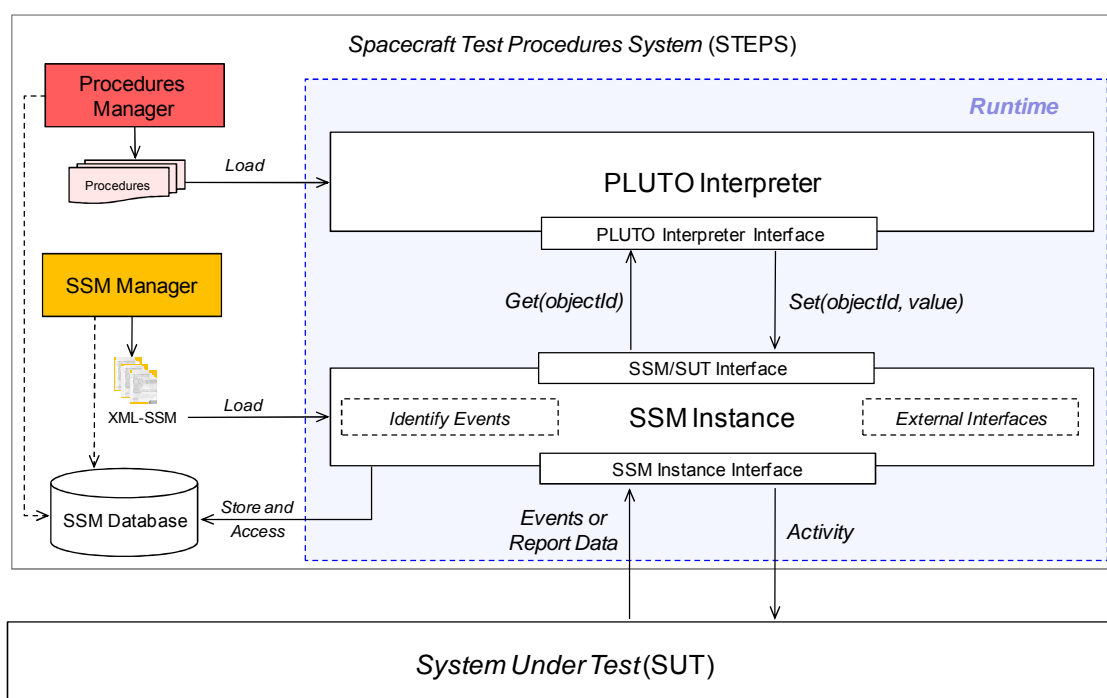 Spacecraft Test Procedures System (STEPS)
Procedures
Manager
Runtime
Load
Procedures
PLUTO Interpreter
PLUTO Interpreter Interface
SSM Manager
Get(objectId)
Set(objectId, value)
SSM/SUT Interface
XML-SSM
Load
Identify Events
SSM Instance
External Interfaces
SSM Instance Interface
Store and
Access
SSM Database
Events or
Report Data
Activity
System Under Test (SUT)